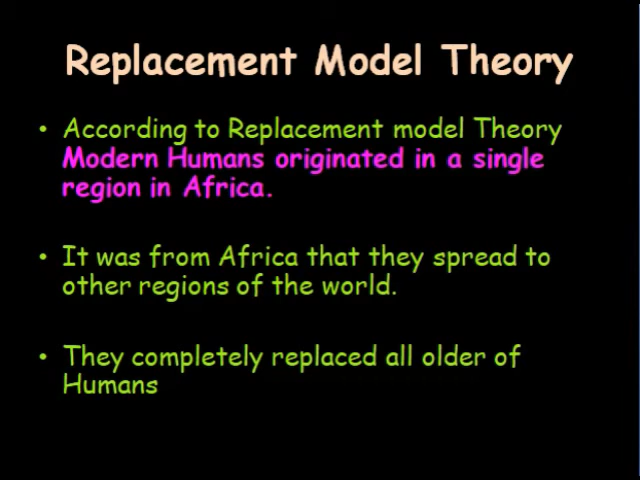 Replacement Model Theory
• According to Replacement model Theory
Modern Humans originated in a single
region in Africa.
• It was from Africa that they spread to
other regions of the world.
• They completely replaced all older of
Humans